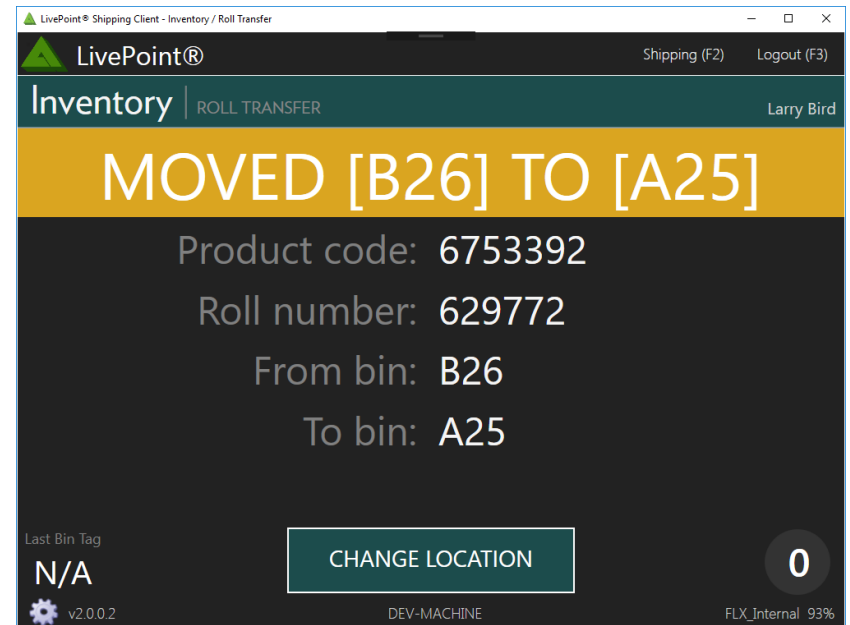 LivePoint® Shipping Client - Inventory / Roll Transfer
LivePoint® Shipping (F2) Logout (F3)
Inventory ROLL TRANSFER Larry Bird
MOVED [B26] TO [A25]
Product code: 6753392
Roll number: 629772
From bin: B26
To bin: A25
Last Bin Tag
N/A
CHANGE LOCATION
0
v2.0.0.2 DEV-MACHINE FLX_Internal 93%